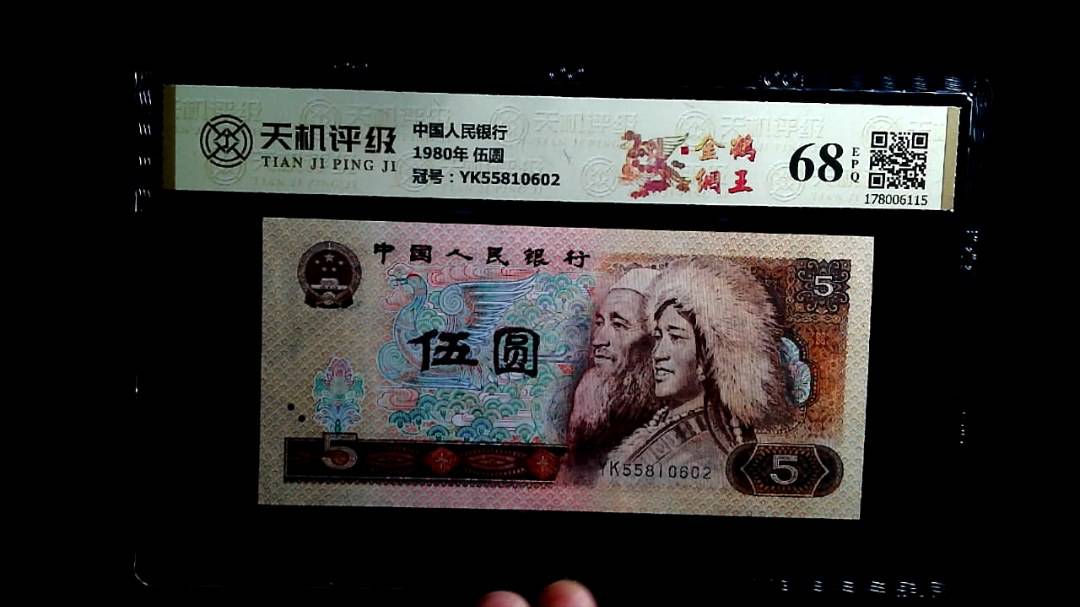 天机评级
TIAN JI PING JI
中国人民银行
1980年 伍圆
冠号：YK55810602
金鹅
綢王
68
EPQ
178006115
中国人民银行
5
伍圆
5
YK55810602
5